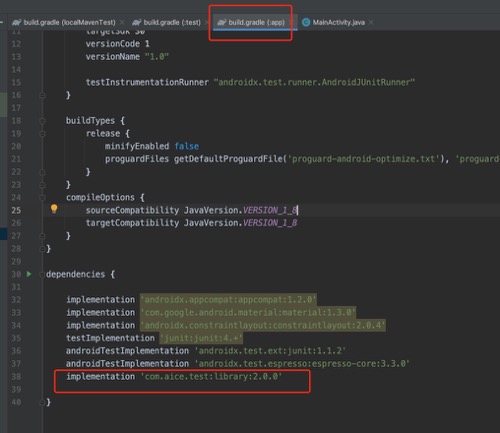 build.gradle (localMavenTest) × build.gradle (:test) × build.gradle (:app) × MainActivity.java ×
11 targetSdk 30
12 versionCode 1
13 versionName "1.0"
14
15 testInstrumentationRunner "androidx.test.runner.AndroidJUnitRunner"
16 }
17
18 buildTypes {
19 release {
20 minifyEnabled false
21 proguardFiles getDefaultProguardFile('proguard-android-optimize.txt'), 'proguard
22 }
23 }
24 compileOptions {
25 sourceCompatibility JavaVersion.VERSION_1_8
26 targetCompatibility JavaVersion.VERSION_1_8
27 }
28 }
29
30 dependencies {
31
32 implementation 'androidx.appcompat:appcompat:1.2.0'
33 implementation 'com.google.android.material:material:1.3.0'
34 implementation 'androidx.constraintlayout:constraintlayout:2.0.4'
35 testImplementation 'junit:junit:4.+'
36 androidTestImplementation 'androidx.test.ext:junit:1.1.2'
37 androidTestImplementation 'androidx.test.espresso:espresso-core:3.3.0'
38 implementation 'com.aice.test:library:2.0.0'
39
40 }